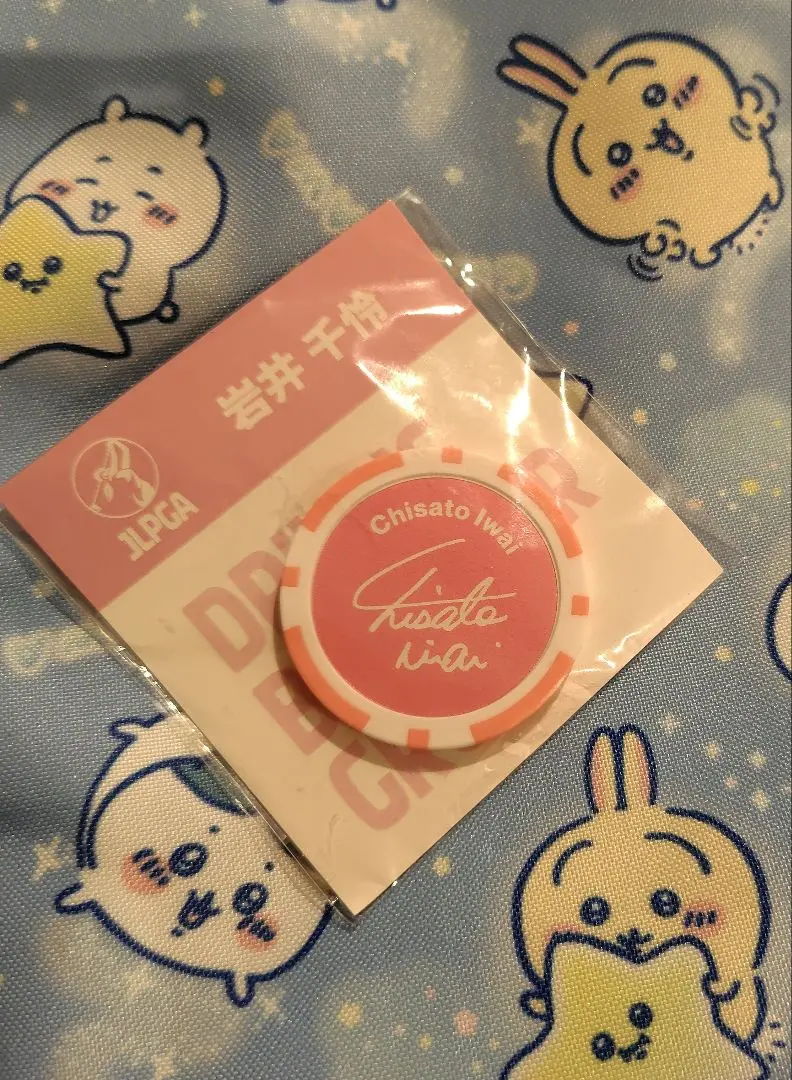 岩井 千怜
JLPGA
Chisato Iwai
Chisato
Iwai